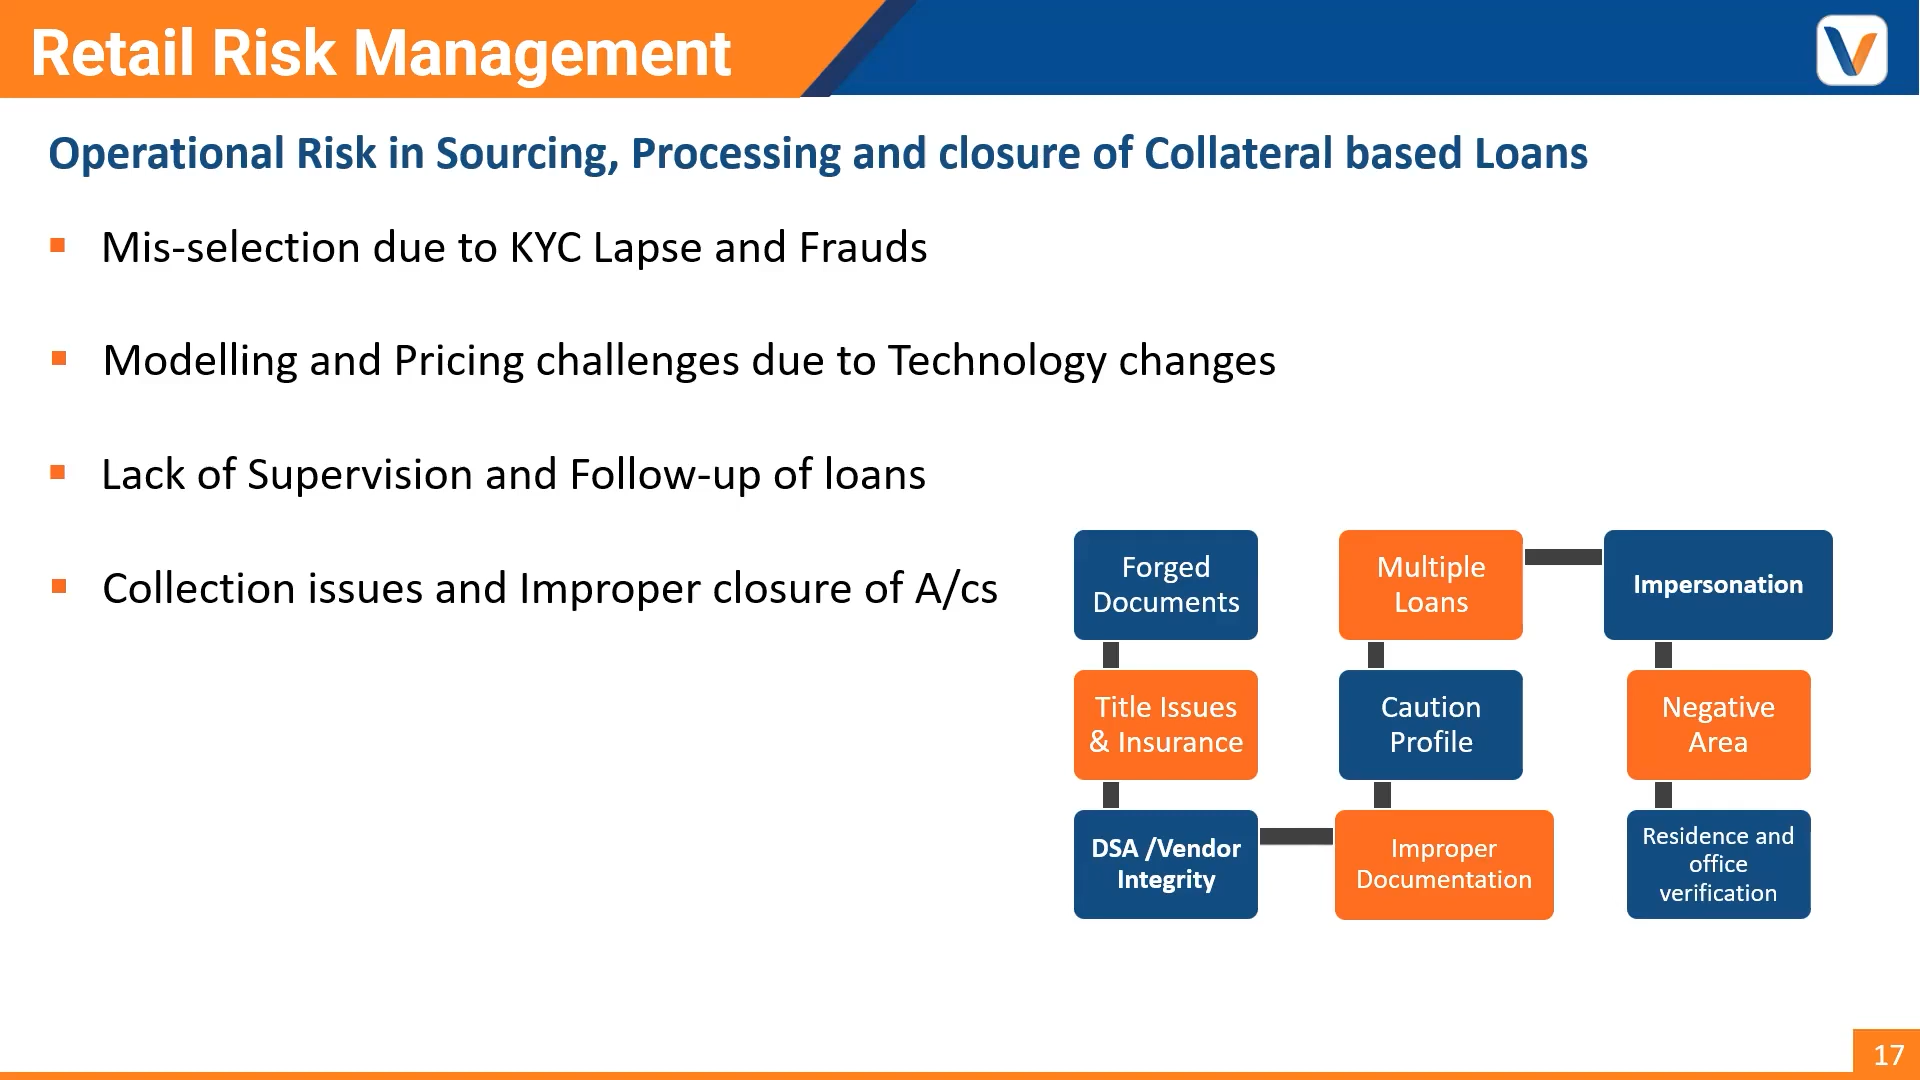 Retail Risk Management
Operational Risk in Sourcing, Processing and closure of Collateral based Loans
Mis-selection due to KYC Lapse and Frauds
Modelling and Pricing challenges due to Technology changes
Lack of Supervision and Follow-up of loans
Collection issues and Improper closure of A/cs
Forged
Documents
Title Issues
& Insurance
DSA /Vendor
Integrity
Improper
Documentation
Caution
Profile
Multiple
Loans
Impersonation
Negative
Area
Residence and
office
verification
17